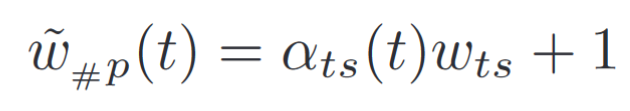 w̃_{#p}(t) = α_{ts}(t)w_{ts} + 1